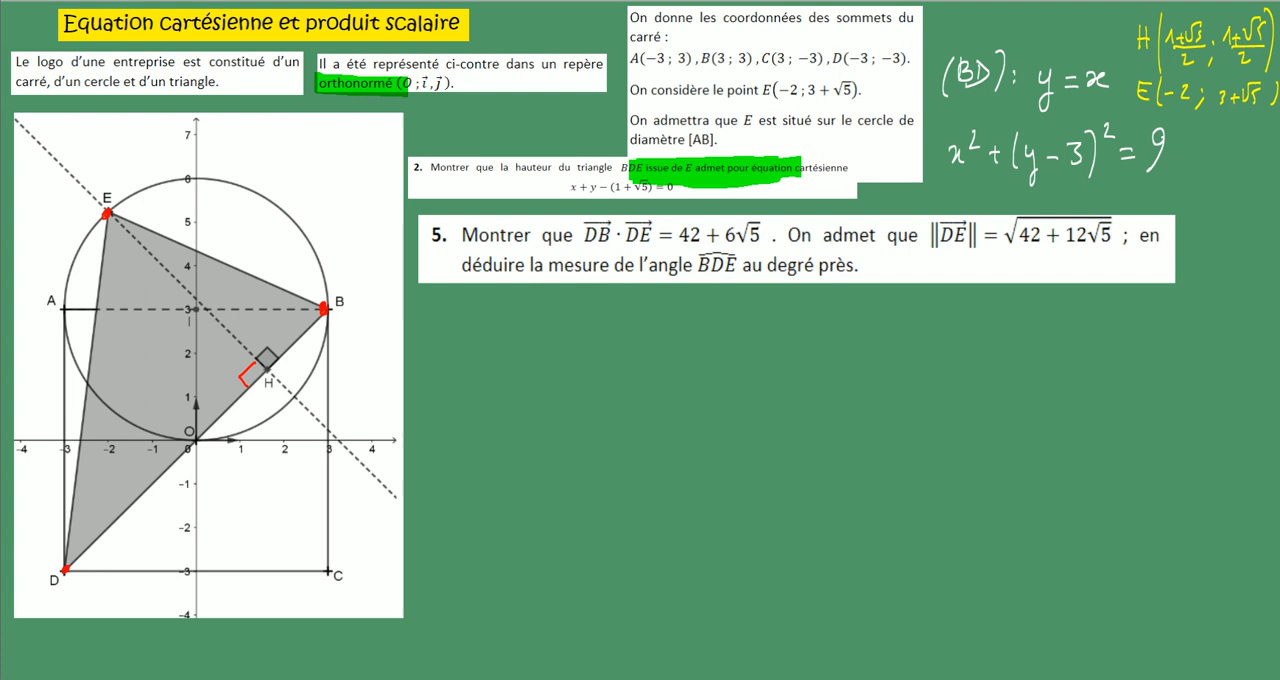 Equation cartésienne et produit scalaire
Le logo d'une entreprise est constitué d'un
carré, d'un cercle et d'un triangle.
Il a été représenté ci-contre dans un repère
orthonormé (O ; i⃗, j⃗).
On donne les coordonnées des sommets du
carré :
A(−3 ; 3) , B(3 ; 3) , C(3 ; −3) , D(−3 ; −3).
On considère le point E(−2 ; 3 + √5).
On admettra que E est situé sur le cercle de
diamètre [AB].
2. Montrer que la hauteur du triangle BDE issue de E admet pour équation cartésienne
x + y − (1 + √5) = 0
(BD): y = x
x² + (y − 3)² = 9
H(1+√5/2 ; 1+√5/2)
E(−2 ; 3+√5)
5. Montrer que D⃗B⃗ · D⃗E⃗ = 42 + 6√5 . On admet que ‖D⃗E⃗‖ = √(42 + 12√5) ; en
déduire la mesure de l'angle B̂DE au degré près.
7
6
E
5
4
A
3
B
I
2
H
1
O
-4 -3 -2 -1 0 1 2 3 4
-1
-2
D
-3
C
-4